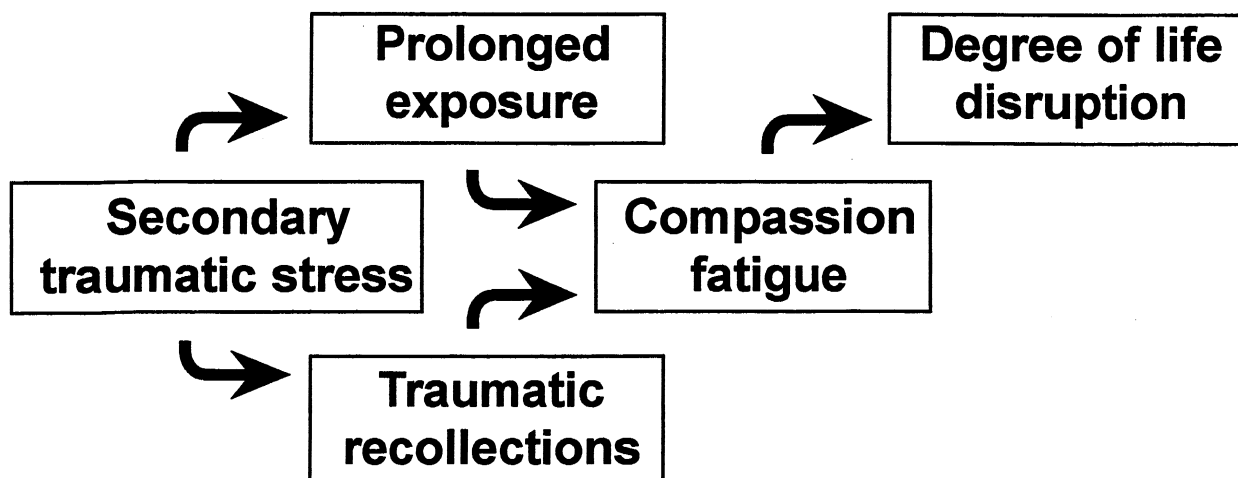 Prolonged
exposure
Degree of life
disruption
Secondary
traumatic stress
Compassion
fatigue
Traumatic
recollections